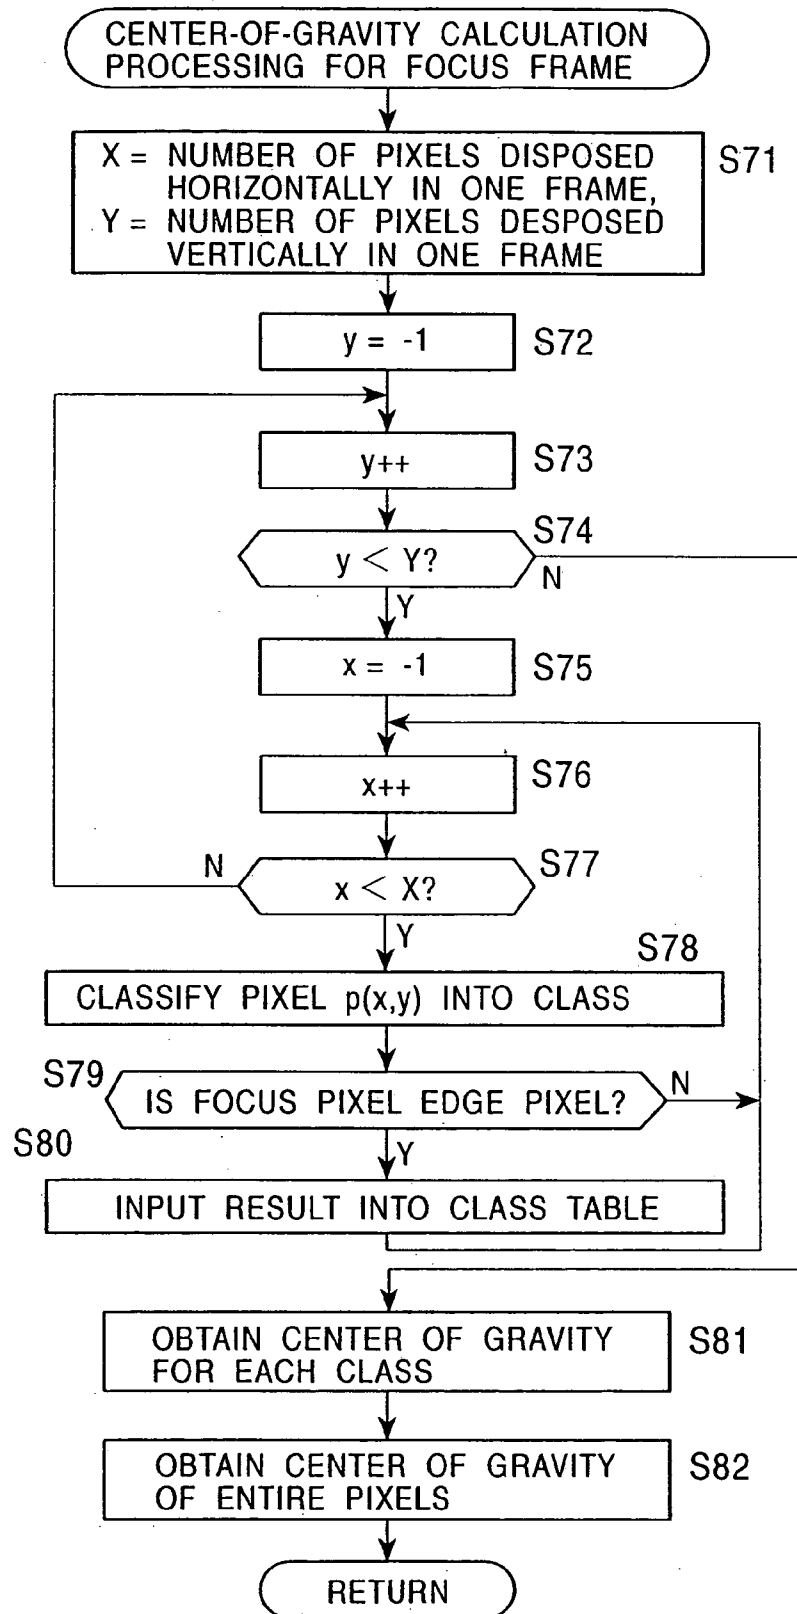 CENTER-OF-GRAVITY CALCULATION
PROCESSING FOR FOCUS FRAME
X = NUMBER OF PIXELS DISPOSED
HORIZONTALLY IN ONE FRAME,
Y = NUMBER OF PIXELS DESPOSED
VERTICALLY IN ONE FRAME
S71
y = -1
S72
y++
S73
S74
y < Y?
N
Y
x = -1
S75
x++
S76
N
x < X?
S77
Y
S78
CLASSIFY PIXEL p(x,y) INTO CLASS
S79
IS FOCUS PIXEL EDGE PIXEL?
N
S80
Y
INPUT RESULT INTO CLASS TABLE
OBTAIN CENTER OF GRAVITY
FOR EACH CLASS
S81
OBTAIN CENTER OF GRAVITY
OF ENTIRE PIXELS
S82
RETURN